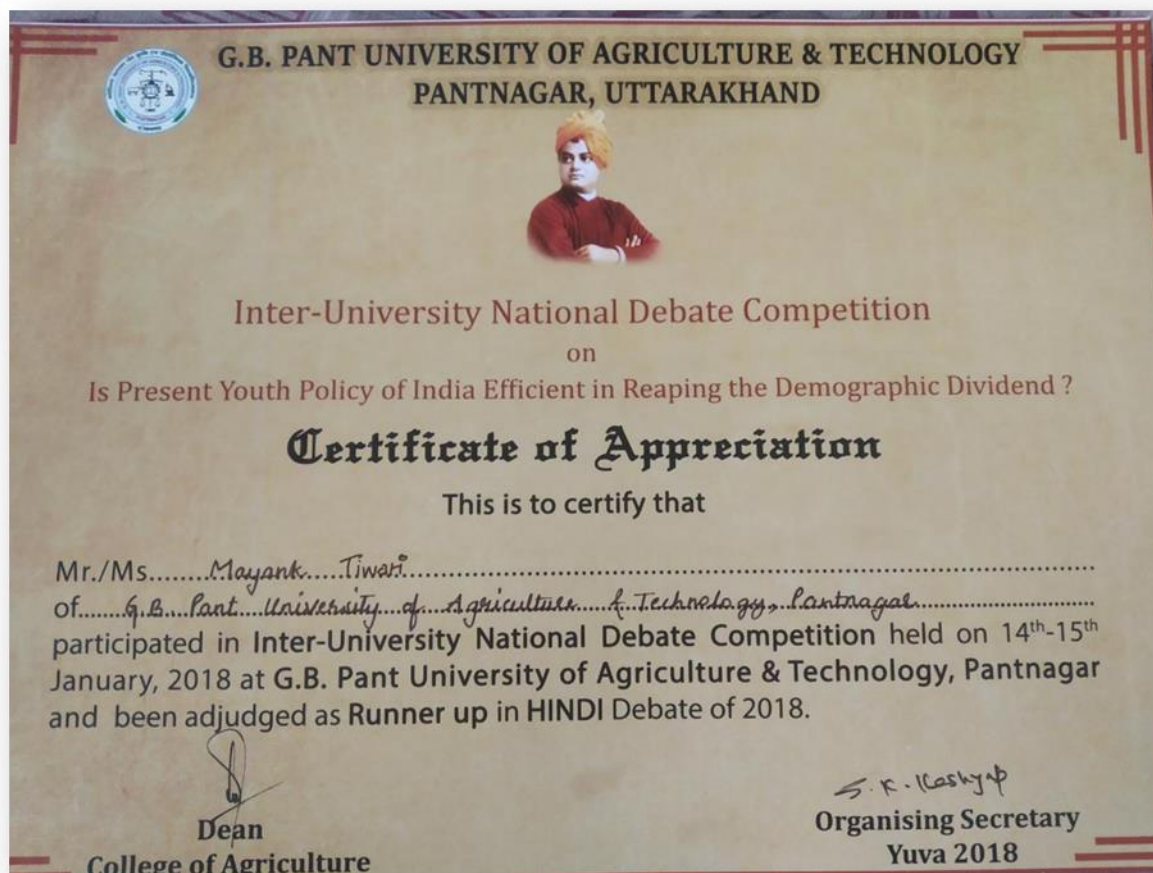 G.B. PANT UNIVERSITY OF AGRICULTURE & TECHNOLOGY
PANTNAGAR, UTTARAKHAND
Inter-University National Debate Competition
on
Is Present Youth Policy of India Efficient in Reaping the Demographic Dividend ?
Certificate of Appreciation
This is to certify that
Mr./Ms.......Mayank....Tiwari......
of......G.B...Pant...University...of...Agriculture...&.Technology,.Pantnagar......
participated in Inter-University National Debate Competition held on 14th-15th
January, 2018 at G.B. Pant University of Agriculture & Technology, Pantnagar
and been adjudged as Runner up in HINDI Debate of 2018.
S. K. Kashyap
Dean
Organising Secretary
College of Agriculture
Yuva 2018